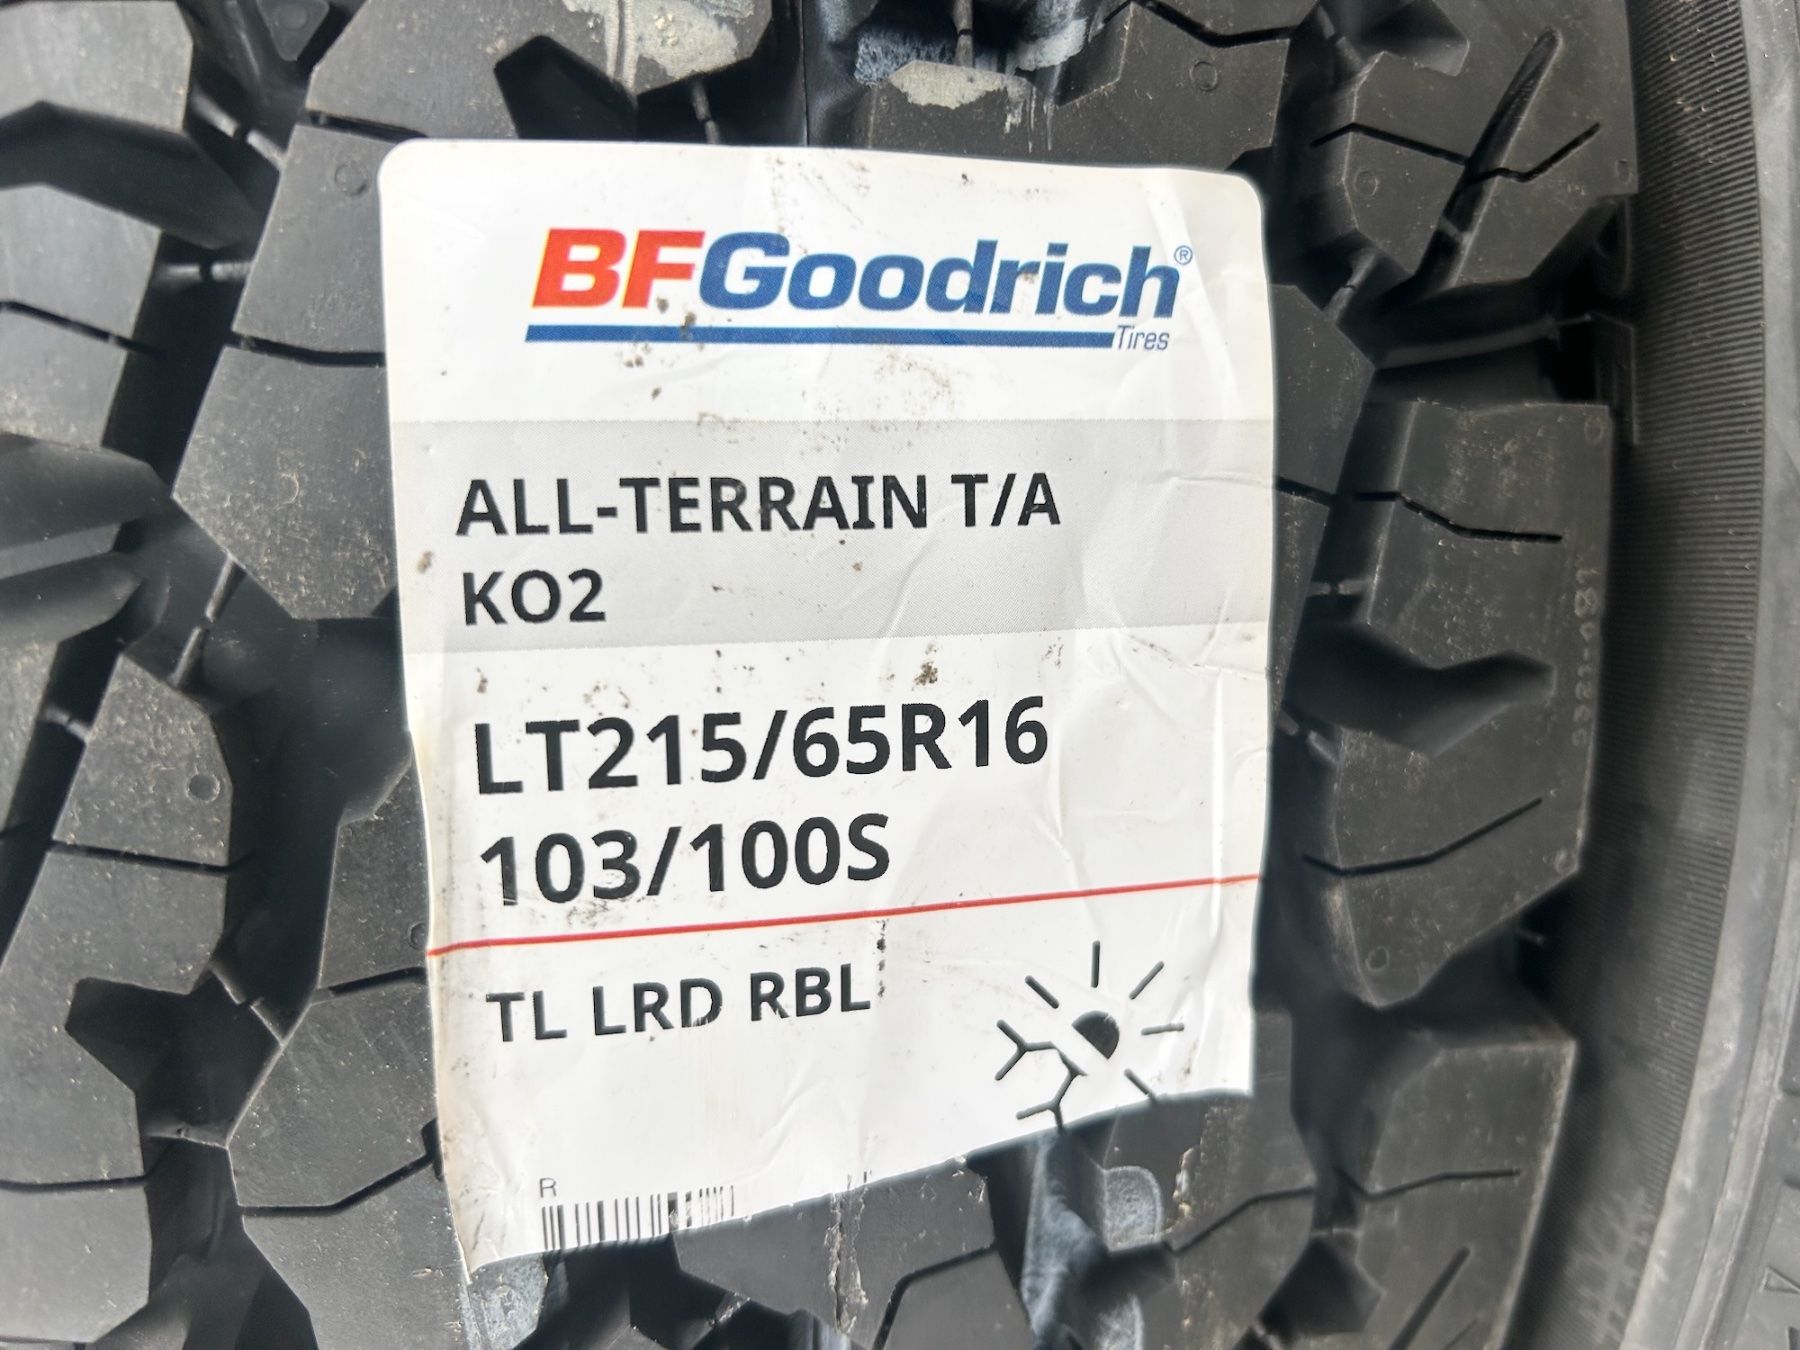 BFGoodrich®
Tires
ALL-TERRAIN T/A
KO2
LT215/65R16
103/100S
TL LRD RBL
R